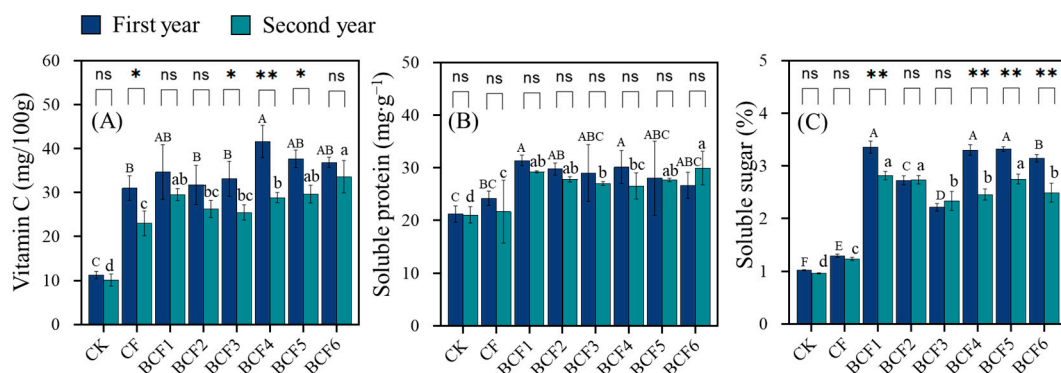 First year Second year
Vitamin C (mg/100g)
60
50
40
30
20
10
0
ns * ns ns * ** * ns
(A)
C d B c AB ab B bc B bc A b AB ab AB a
CK CF BCF1 BCF2 BCF3 BCF4 BCF5 BCF6
Soluble protein (mg·g⁻¹)
50
40
30
20
10
0
ns ns ns ns ns ns ns ns
(B)
C d BC c A ab AB ab ABC b A b ABC ab ABC a
CK CF BCF1 BCF2 BCF3 BCF4 BCF5 BCF6
Soluble sugar (%)
5
4
3
2
1
0
ns ns ** ns ns ** ** **
(C)
F d E c A a C a D b A b A a B b
CK CF BCF1 BCF2 BCF3 BCF4 BCF5 BCF6